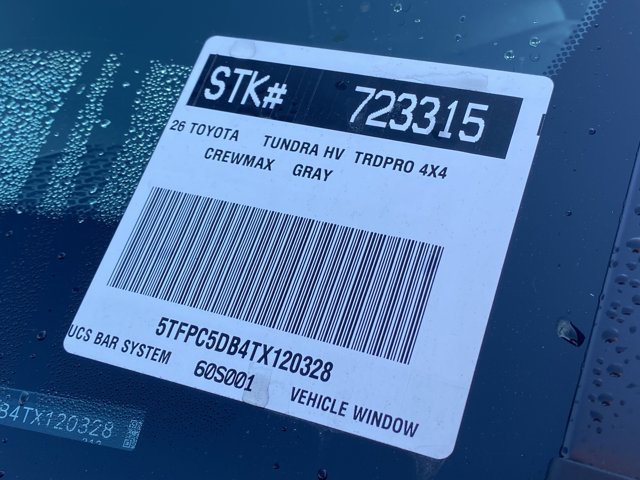 STK# 723315
26 TOYOTA TUNDRA HV TRDPRO 4X4
CREWMAX GRAY
5TFPC5DB4TX120328
UCS BAR SYSTEM 60S001 VEHICLE WINDOW
B4TX120328